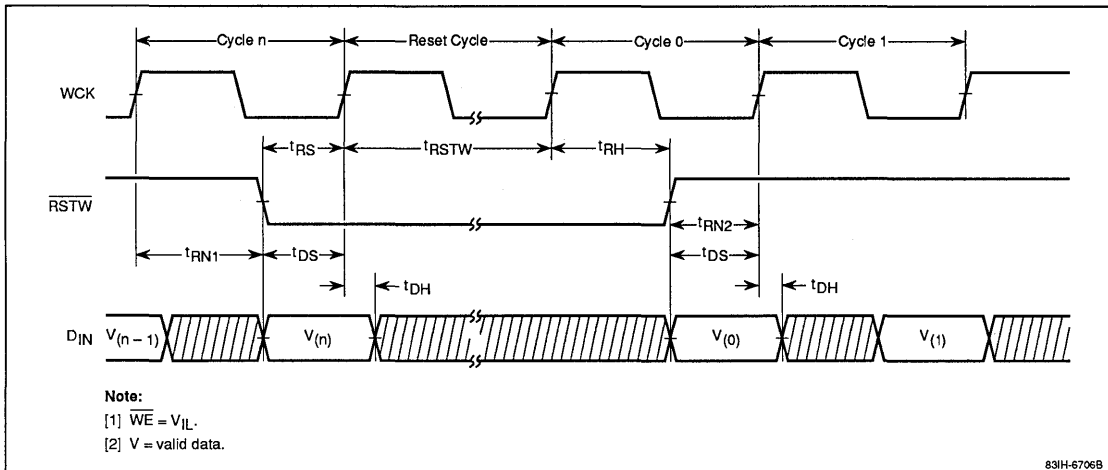 Cycle n Reset Cycle Cycle 0 Cycle 1
WCK
tRS tRSTW tRH
RSTW
tRN2
tRN1 tDS tDS
tDH tDH
DIN V(n – 1) V(n) V(0) V(1)
Note:
[1] WE = VIL.
[2] V = valid data.
83IH-6706B